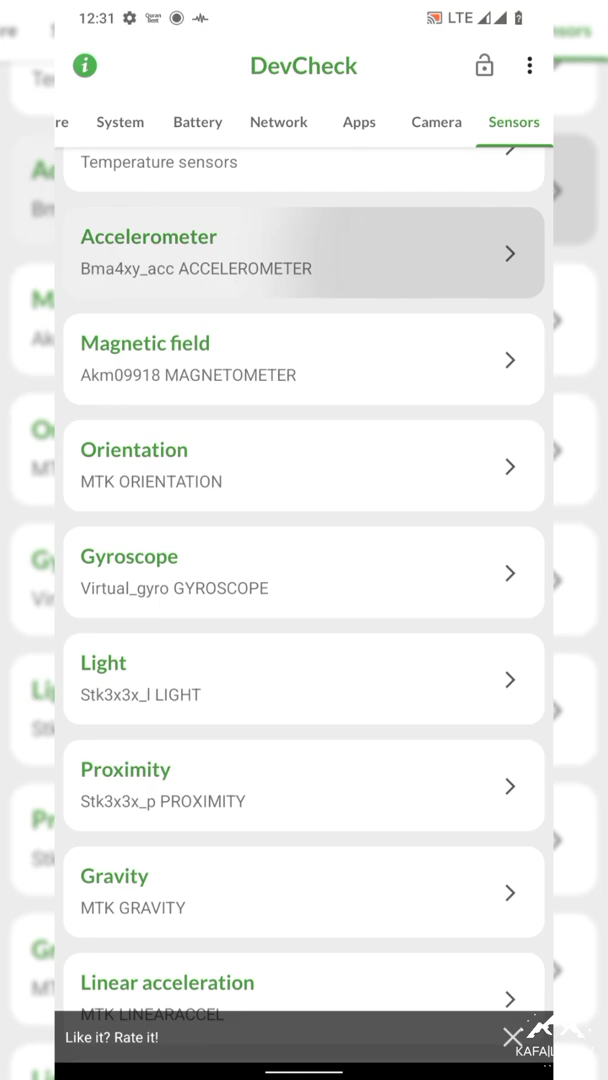 12:31 Quran Best LTE
DevCheck
re System Battery Network Apps Camera Sensors
Temperature sensors
Accelerometer
Bma4xy_acc ACCELEROMETER
Magnetic field
Akm09918 MAGNETOMETER
Orientation
MTK ORIENTATION
Gyroscope
Virtual_gyro GYROSCOPE
Light
Stk3x3x_l LIGHT
Proximity
Stk3x3x_p PROXIMITY
Gravity
MTK GRAVITY
Linear acceleration
MTK LINEARACCEL
Like it? Rate it!